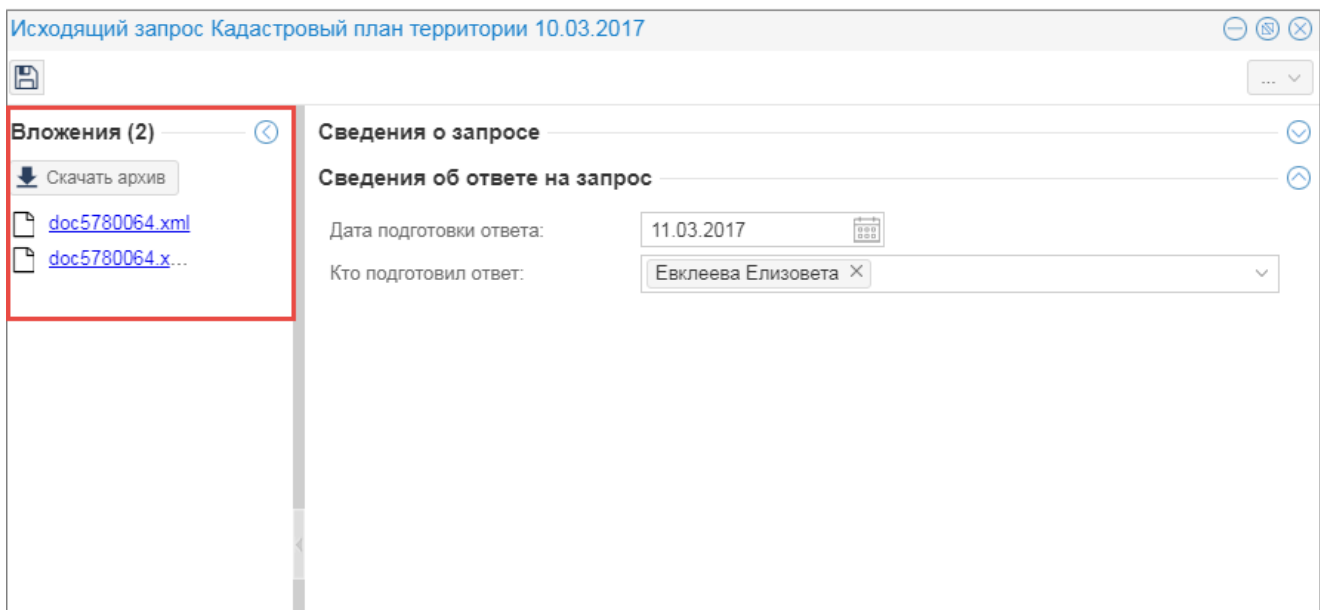 Исходящий запрос Кадастровый план территории 10.03.2017
...
Вложения (2)
Скачать архив
doc5780064.xml
doc5780064.x...
Сведения о запросе
Сведения об ответе на запрос
Дата подготовки ответа: 11.03.2017
Кто подготовил ответ: Евклеева Елизовета